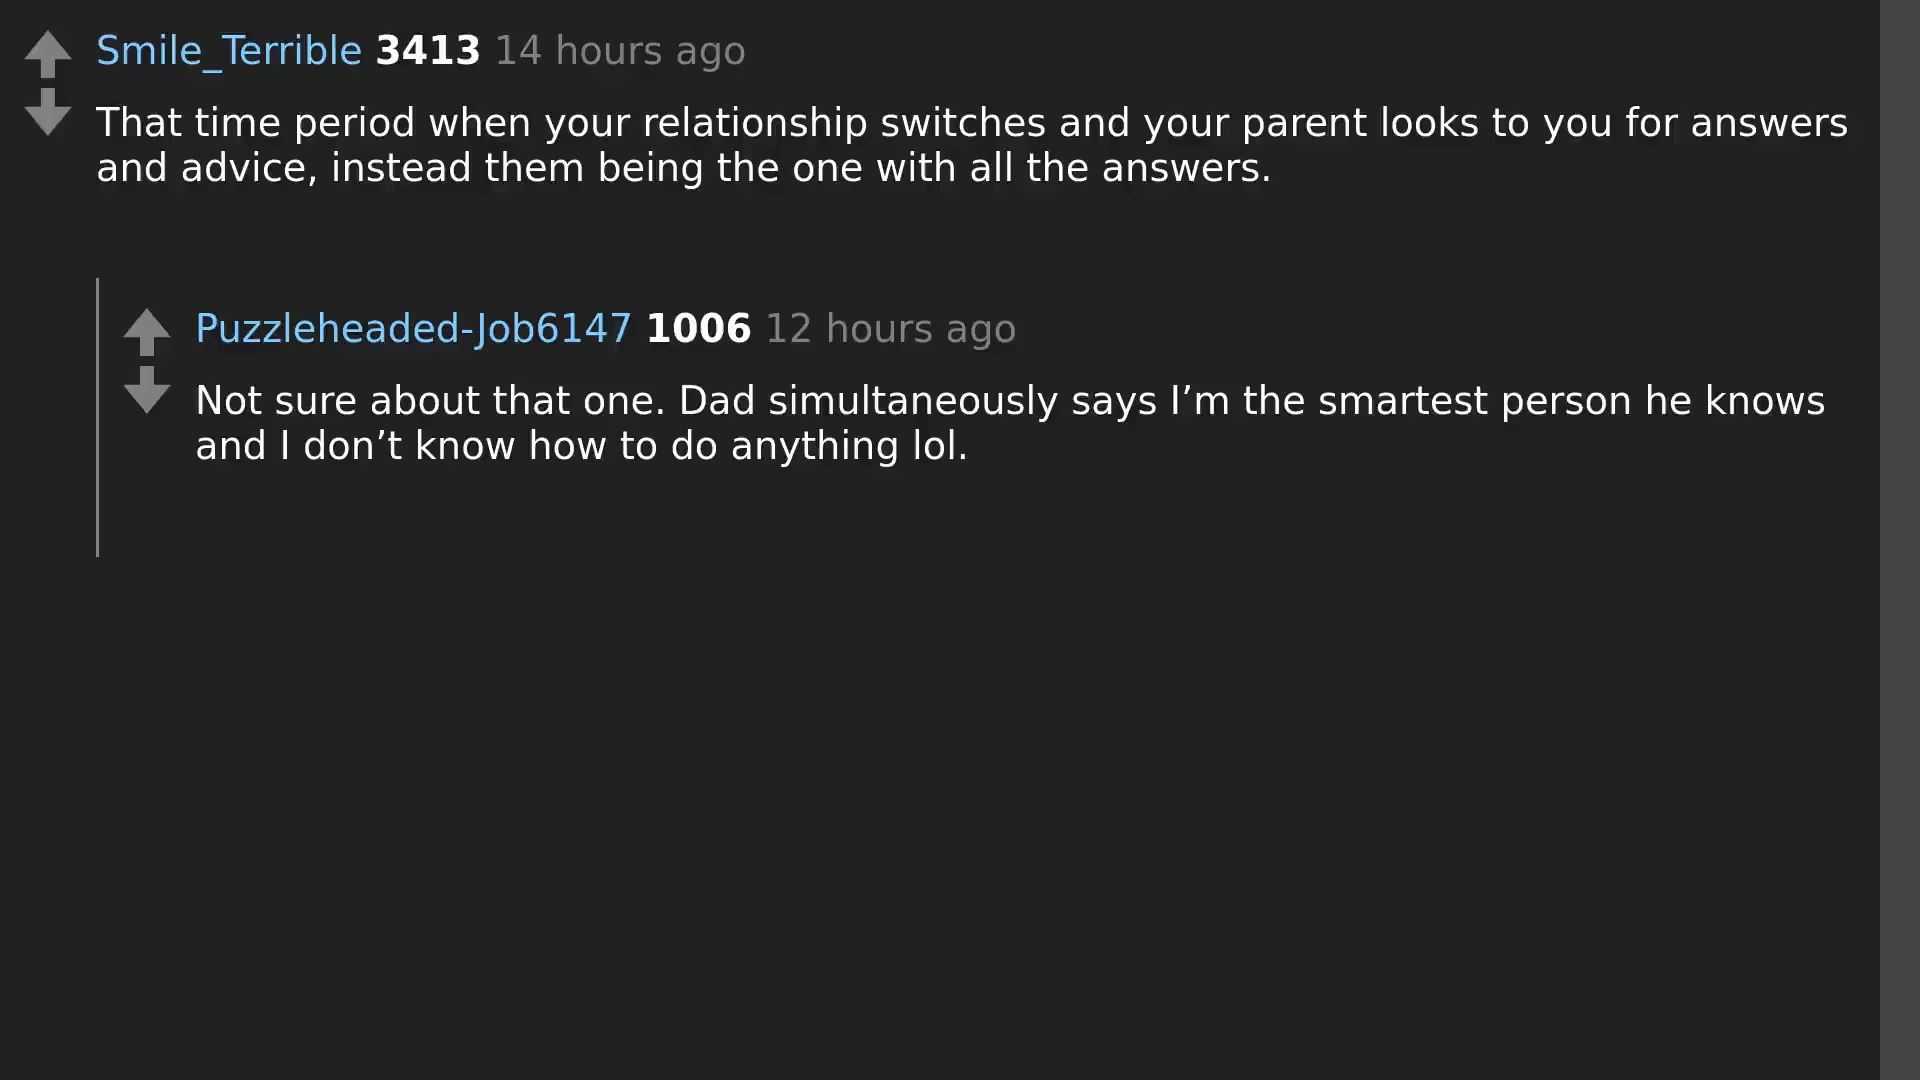 Smile_Terrible 3413 14 hours ago
That time period when your relationship switches and your parent looks to you for answers
and advice, instead them being the one with all the answers.
Puzzleheaded-Job6147 1006 12 hours ago
Not sure about that one. Dad simultaneously says I’m the smartest person he knows
and I don’t know how to do anything lol.